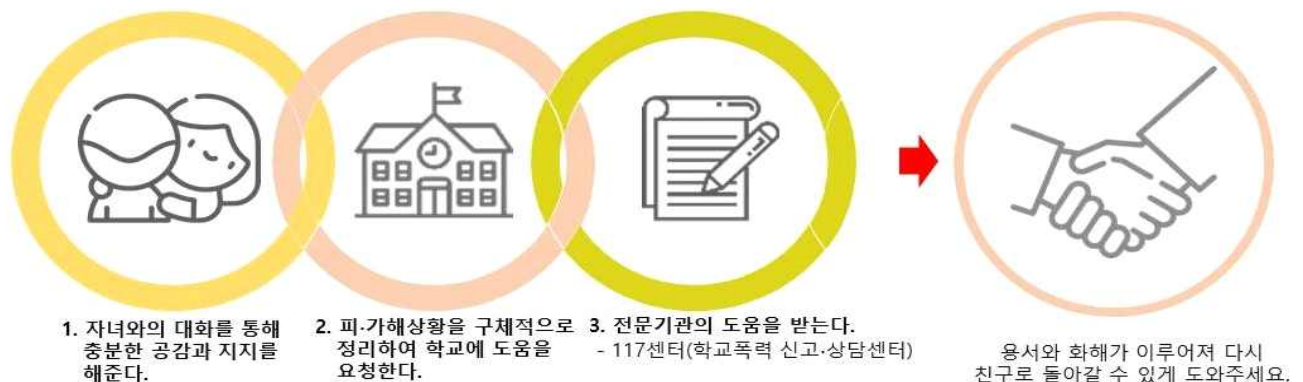 1. 자녀와의 대화를 통해
충분한 공감과 지지를
해준다.
2. 피·가해상황을 구체적으로
정리하여 학교에 도움을
요청한다.
3. 전문기관의 도움을 받는다.
- 117센터(학교폭력 신고·상담센터)
용서와 화해가 이루어져 다시
친구로 돌아갈 수 있게 도와주세요.